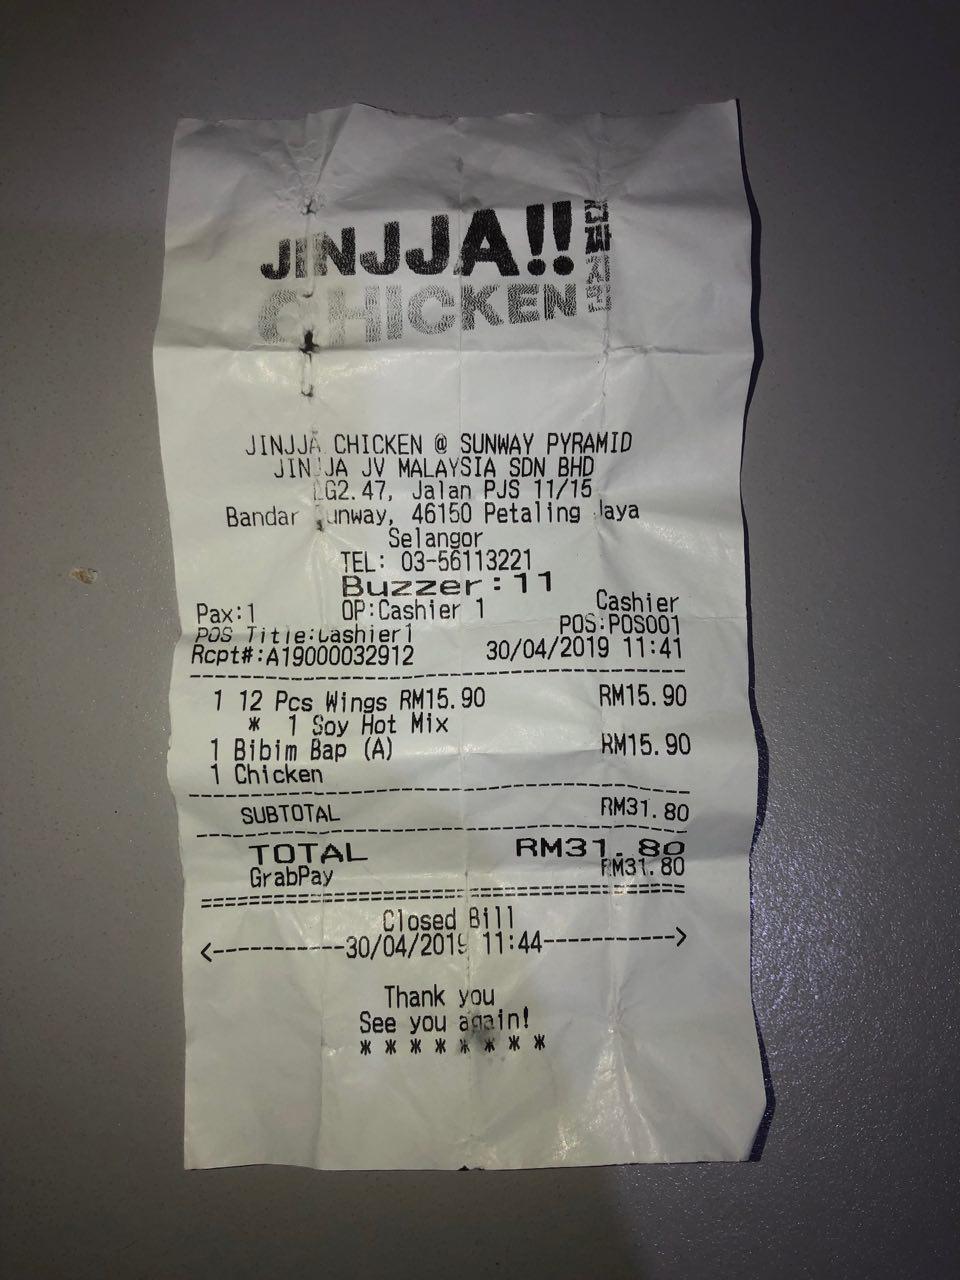 JINJJA!!
CHICKEN
진짜
치킨
JINJJA CHICKEN @ SUNWAY PYRAMID
JINJJA JV MALAYSIA SDN BHD
LG2.47, Jalan PJS 11/15
Bandar Sunway, 46150 Petaling Jaya
Selangor
TEL: 03-56113221
Buzzer:11
Pax:1 OP:Cashier 1 Cashier
POS Title:Cashier1 POS:POS001
Rcpt#:A19000032912 30/04/2019 11:41
1 12 Pcs Wings RM15.90 RM15.90
* 1 Soy Hot Mix
1 Bibim Bap (A) RM15.90
1 Chicken
SUBTOTAL RM31.80
TOTAL RM31.80
GrabPay RM31.80
Closed Bill
<----------30/04/2019 11:44---------->
Thank you
See you again!
* * * * * * * *